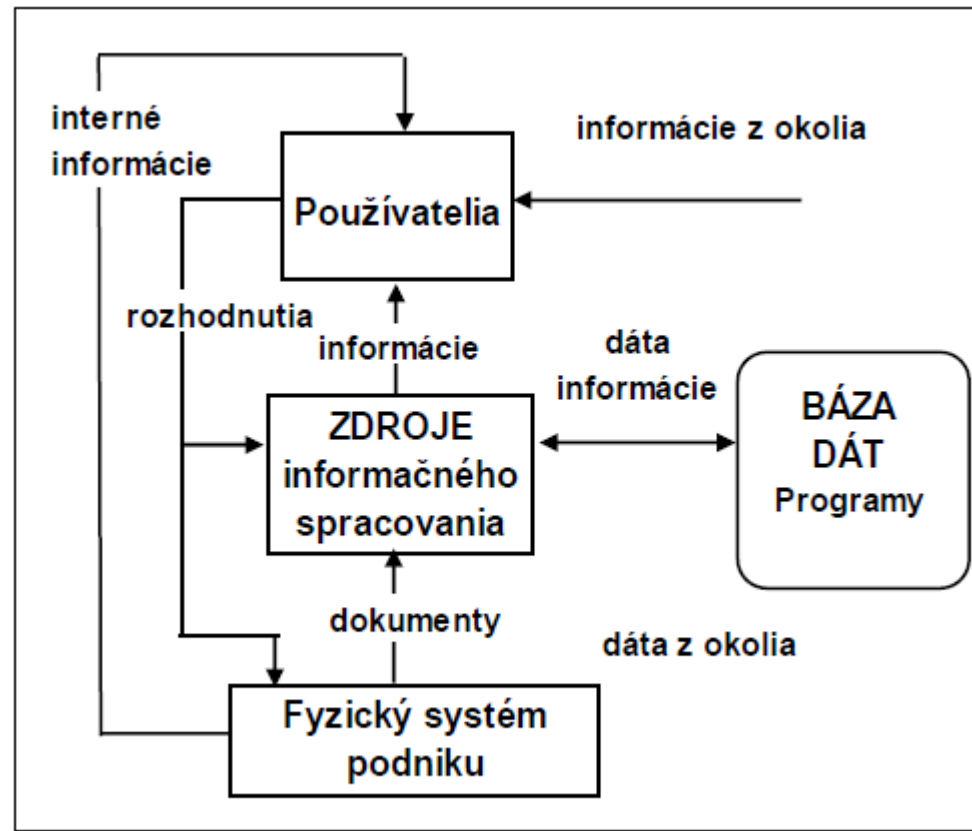 interné
informácie
informácie z okolia
Používatelia
rozhodnutia
informácie
dáta
informácie
ZDROJE
informačného
spracovania
BÁZA
DÁT
Programy
dokumenty
dáta z okolia
Fyzický systém
podniku